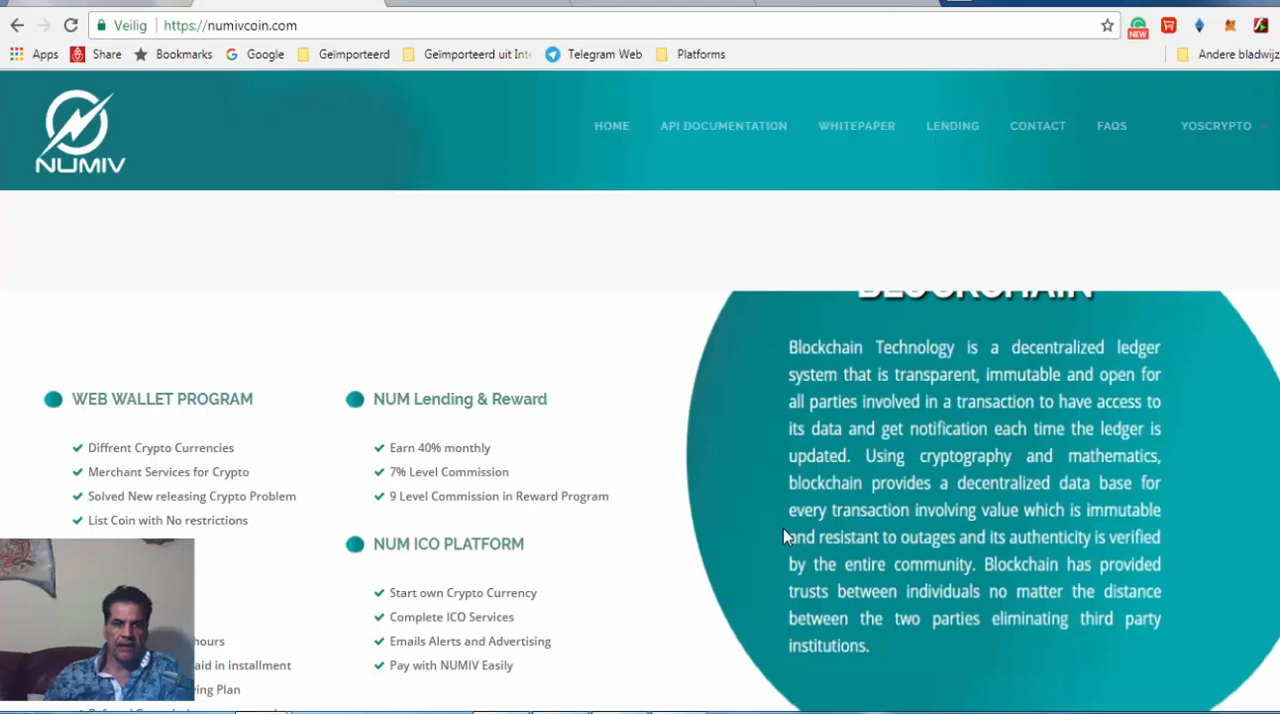 Veilig
https://numivcoin.com
NEW
Apps
Share
Bookmarks
Google
Geïmporteerd
Geïmporteerd uit Int
Telegram Web
Platforms
Andere bladwijz
NUMIV
HOME
API DOCUMENTATION
WHITEPAPER
LENDING
CONTACT
FAQS
YOSCRYPTO
WEB WALLET PROGRAM
Diffrent Crypto Currencies
Merchant Services for Crypto
Solved New releasing Crypto Problem
List Coin with No restrictions
hours
aid in installment
ving Plan
NUM Lending & Reward
Earn 40% monthly
7% Level Commission
9 Level Commission in Reward Program
NUM ICO PLATFORM
Start own Crypto Currency
Complete ICO Services
Emails Alerts and Advertising
Pay with NUMIV Easily
BLOCKCHAIN
Blockchain Technology is a decentralized ledger
system that is transparent, immutable and open for
all parties involved in a transaction to have access to
its data and get notification each time the ledger is
updated. Using cryptography and mathematics,
blockchain provides a decentralized data base for
every transaction involving value which is immutable
and resistant to outages and its authenticity is verified
by the entire community. Blockchain has provided
trusts between individuals no matter the distance
between the two parties eliminating third party
institutions.